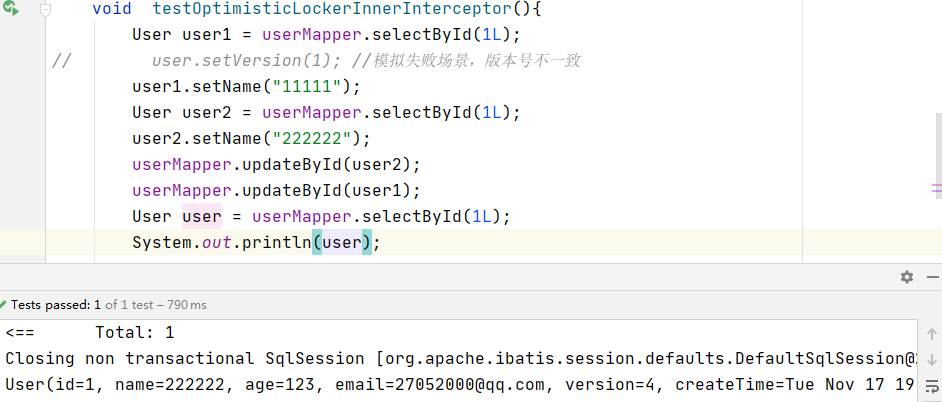 void testOptimisticLockerInnerInterceptor(){
User user1 = userMapper.selectById(1L);
// user.setVersion(1); //模拟失败场景，版本号不一致
user1.setName("11111");
User user2 = userMapper.selectById(1L);
user2.setName("222222");
userMapper.updateById(user2);
userMapper.updateById(user1);
User user = userMapper.selectById(1L);
System.out.println(user);
Tests passed: 1 of 1 test – 790 ms
<== Total: 1
Closing non transactional SqlSession [org.apache.ibatis.session.defaults.DefaultSqlSession@
User(id=1, name=222222, age=123, email=27052000@qq.com, version=4, createTime=Tue Nov 17 19